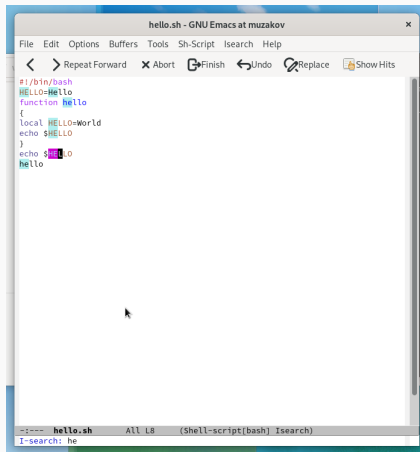 hello.sh - GNU Emacs at muzakov
File Edit Options Buffers Tools Sh-Script Isearch Help
Repeat Forward Abort Finish Undo Replace Show Hits
#!/bin/bash
HELLO=Hello
function hello
{
local HELLO=World
echo $HELLO
}
echo $HELLO
hello
-:--- hello.sh All L8 (Shell-script[bash] Isearch)
I-search: he